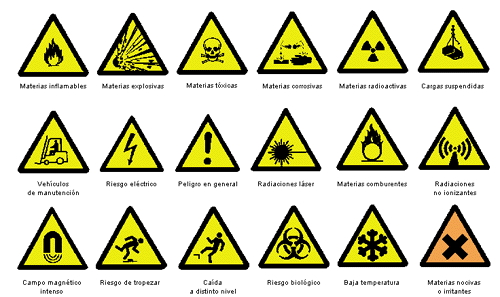 Materias inflamables
Materias explosivas
Materias tóxicas
Materias corrosivas
Materias radioactivas
Cargas suspendidas
Vehículos
de manutención
Riesgo eléctrico
Peligro en general
Radiaciones láser
Materias comburentes
Radiaciones
no ionizantes
Campo magnético
intenso
Riesgo de tropezar
Caída
a distinto nivel
Riesgo biológico
Baja temperatura
Materias nocivas
o irritantes